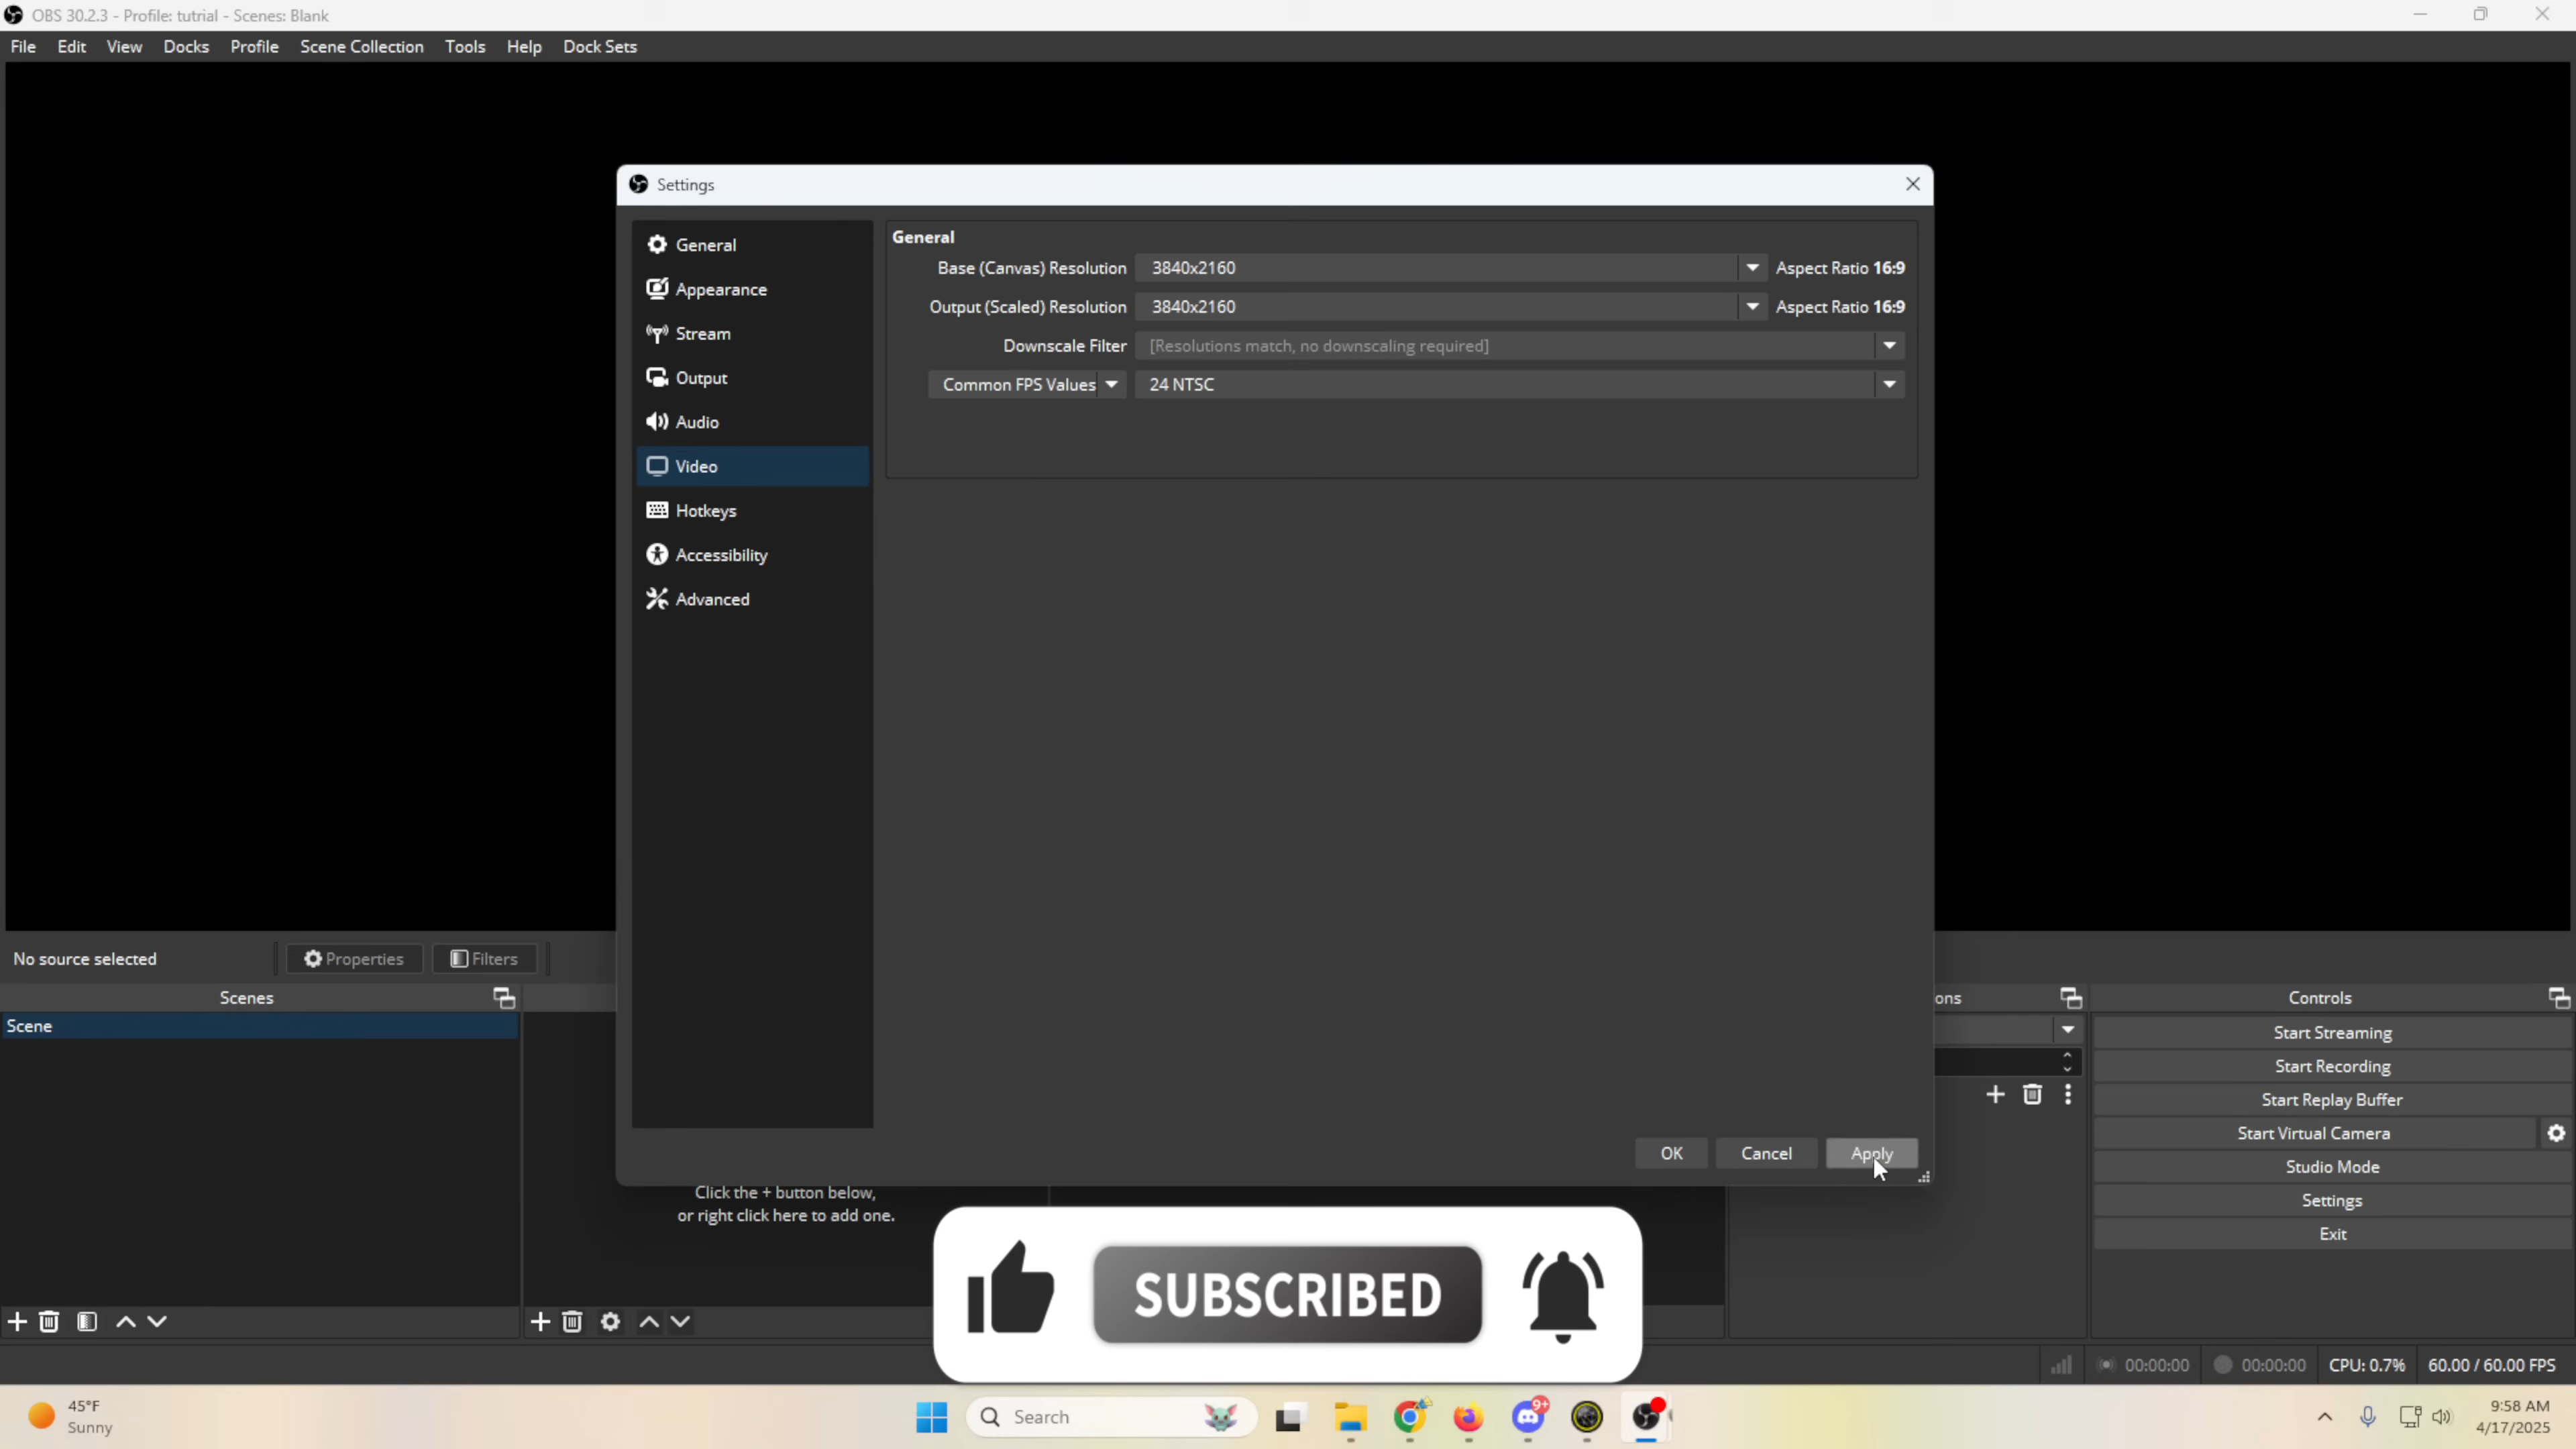 OBS 30.2.3 - Profile: tutrial - Scenes: Blank
File Edit View Docks Profile Scene Collection Tools Help Dock Sets
Settings
General
Appearance
Stream
Output
Audio
Video
Hotkeys
Accessibility
Advanced
General
Base (Canvas) Resolution 3840x2160 Aspect Ratio 16:9
Output (Scaled) Resolution 3840x2160 Aspect Ratio 16:9
Downscale Filter [Resolutions match, no downscaling required]
Common FPS Values 24 NTSC
OK Cancel Apply
No source selected Properties Filters
Scenes
Scene
Click the + button below,
or right click here to add one.
ons
Controls
Start Streaming
Start Recording
Start Replay Buffer
Start Virtual Camera
Studio Mode
Settings
Exit
SUBSCRIBED
00:00:00 00:00:00 CPU: 0.7% 60.00 / 60.00 FPS
45°F
Sunny
Search
9+
9:58 AM
4/17/2025